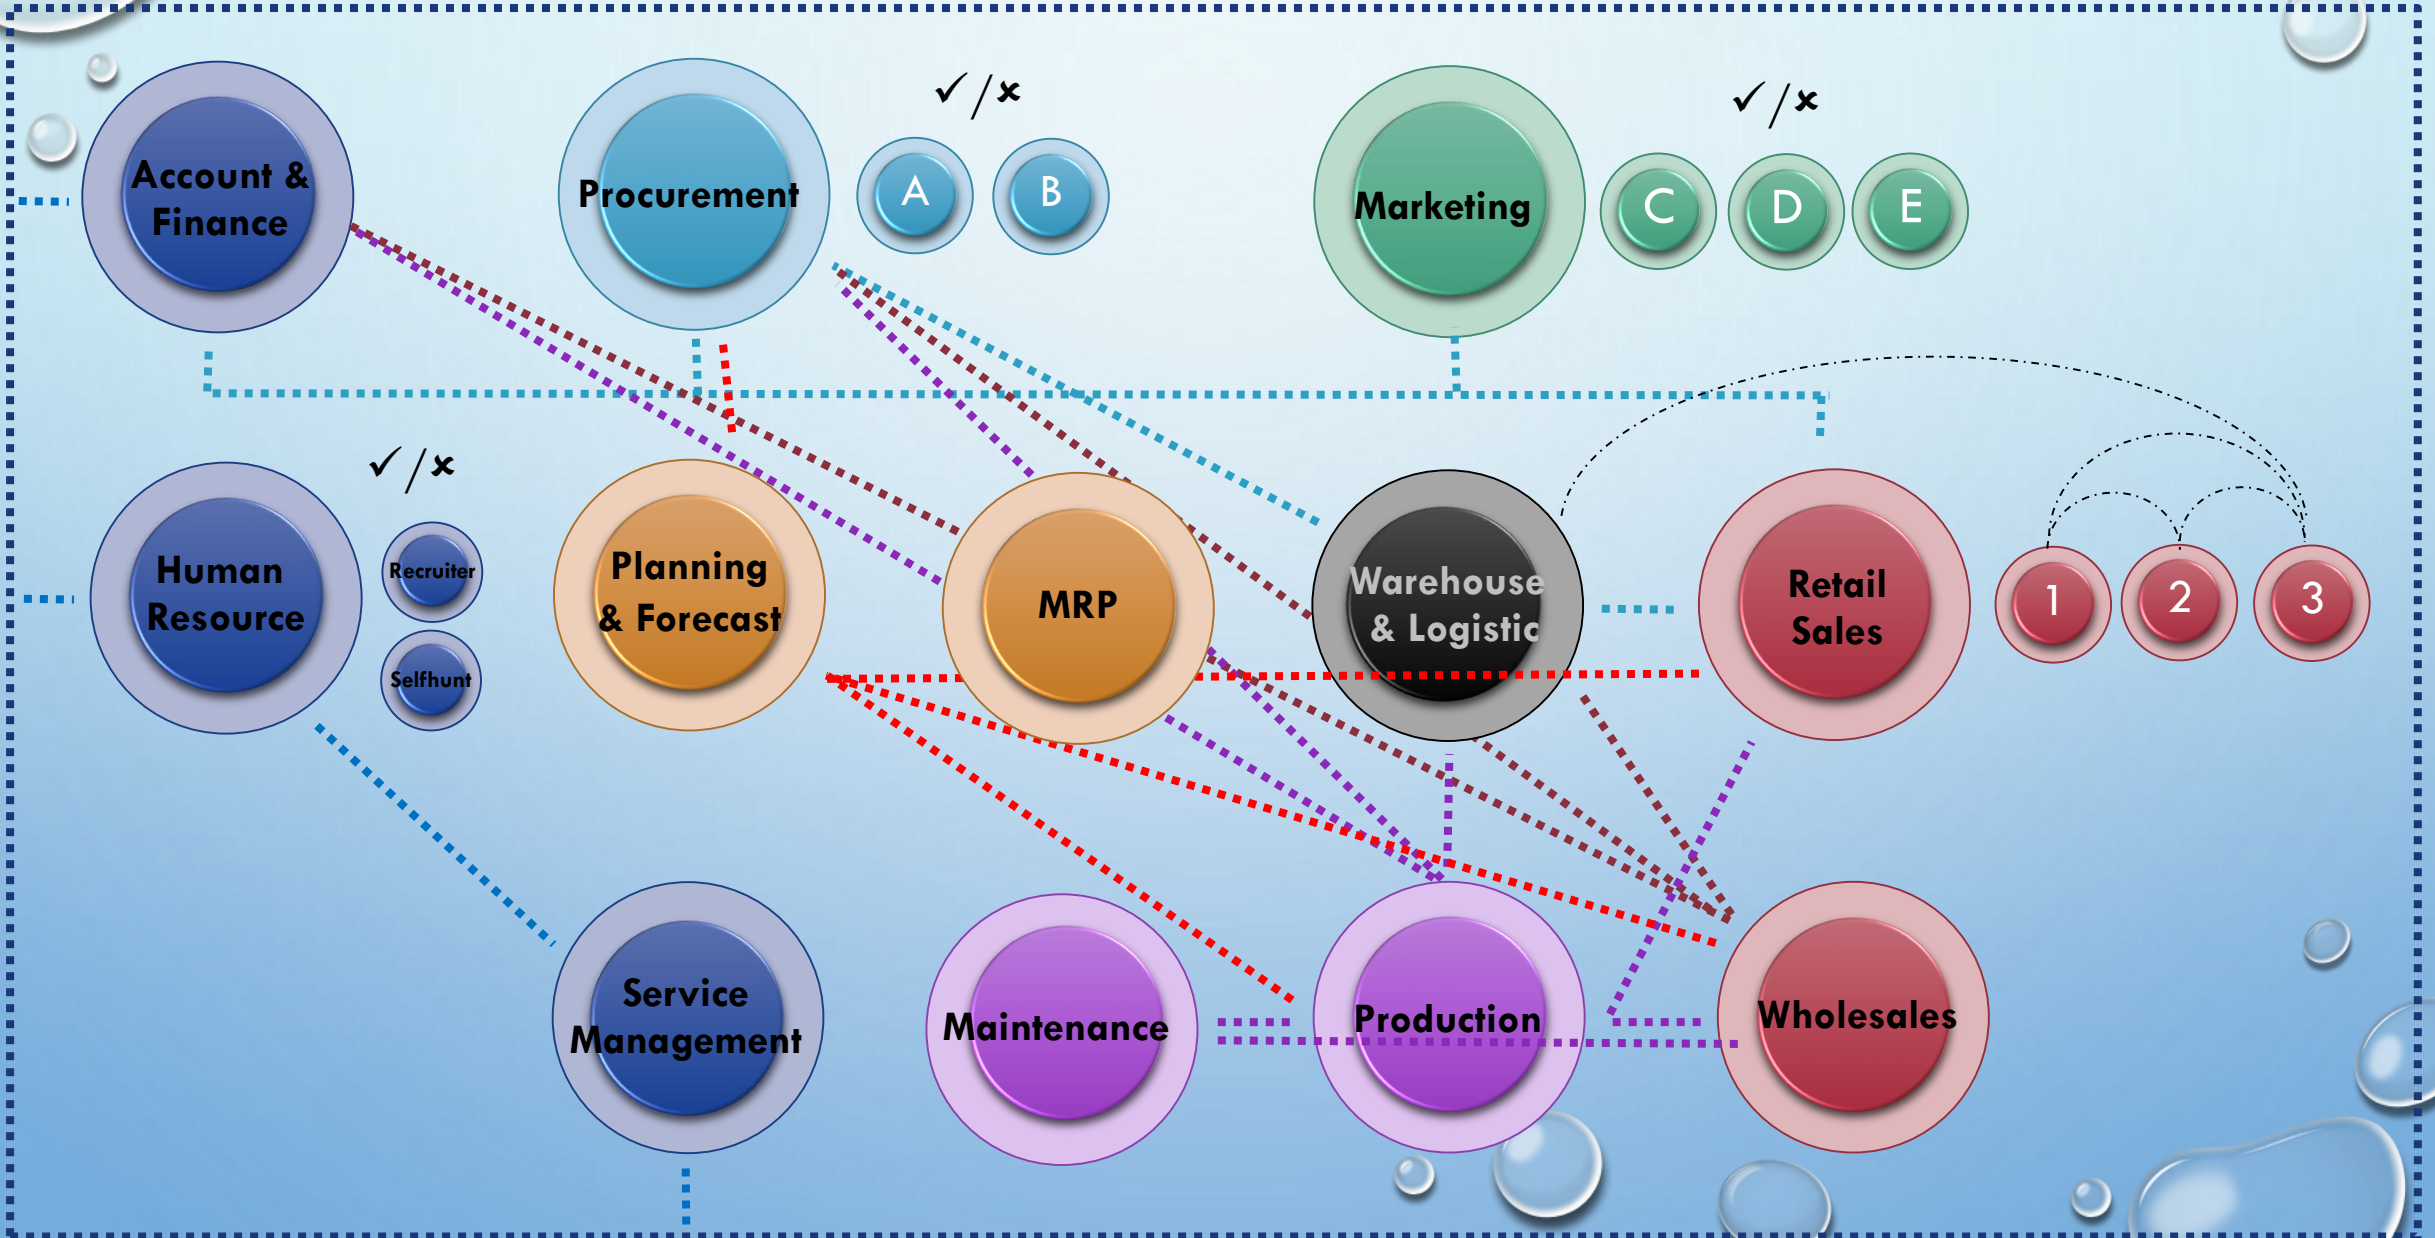 Account &
Finance
Procurement
✓/✗
A
B
Marketing
✓/✗
C
D
E
Human
Resource
✓/✗
Recruiter
Selfhunt
Planning
& Forecast
MRP
Warehouse
& Logistic
Retail
Sales
1
2
3
Service
Management
Maintenance
Production
Wholesales